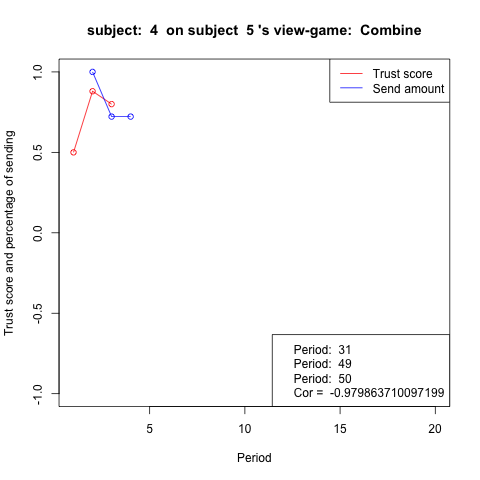 subject:  4  on subject  5 's view-game:  Combine
Trust score
Send amount
Trust score and percentage of sending
1.0
0.5
0.0
-0.5
-1.0
Period:  31
Period:  49
Period:  50
Cor =  -0.979863710097199
5
10
15
20
Period